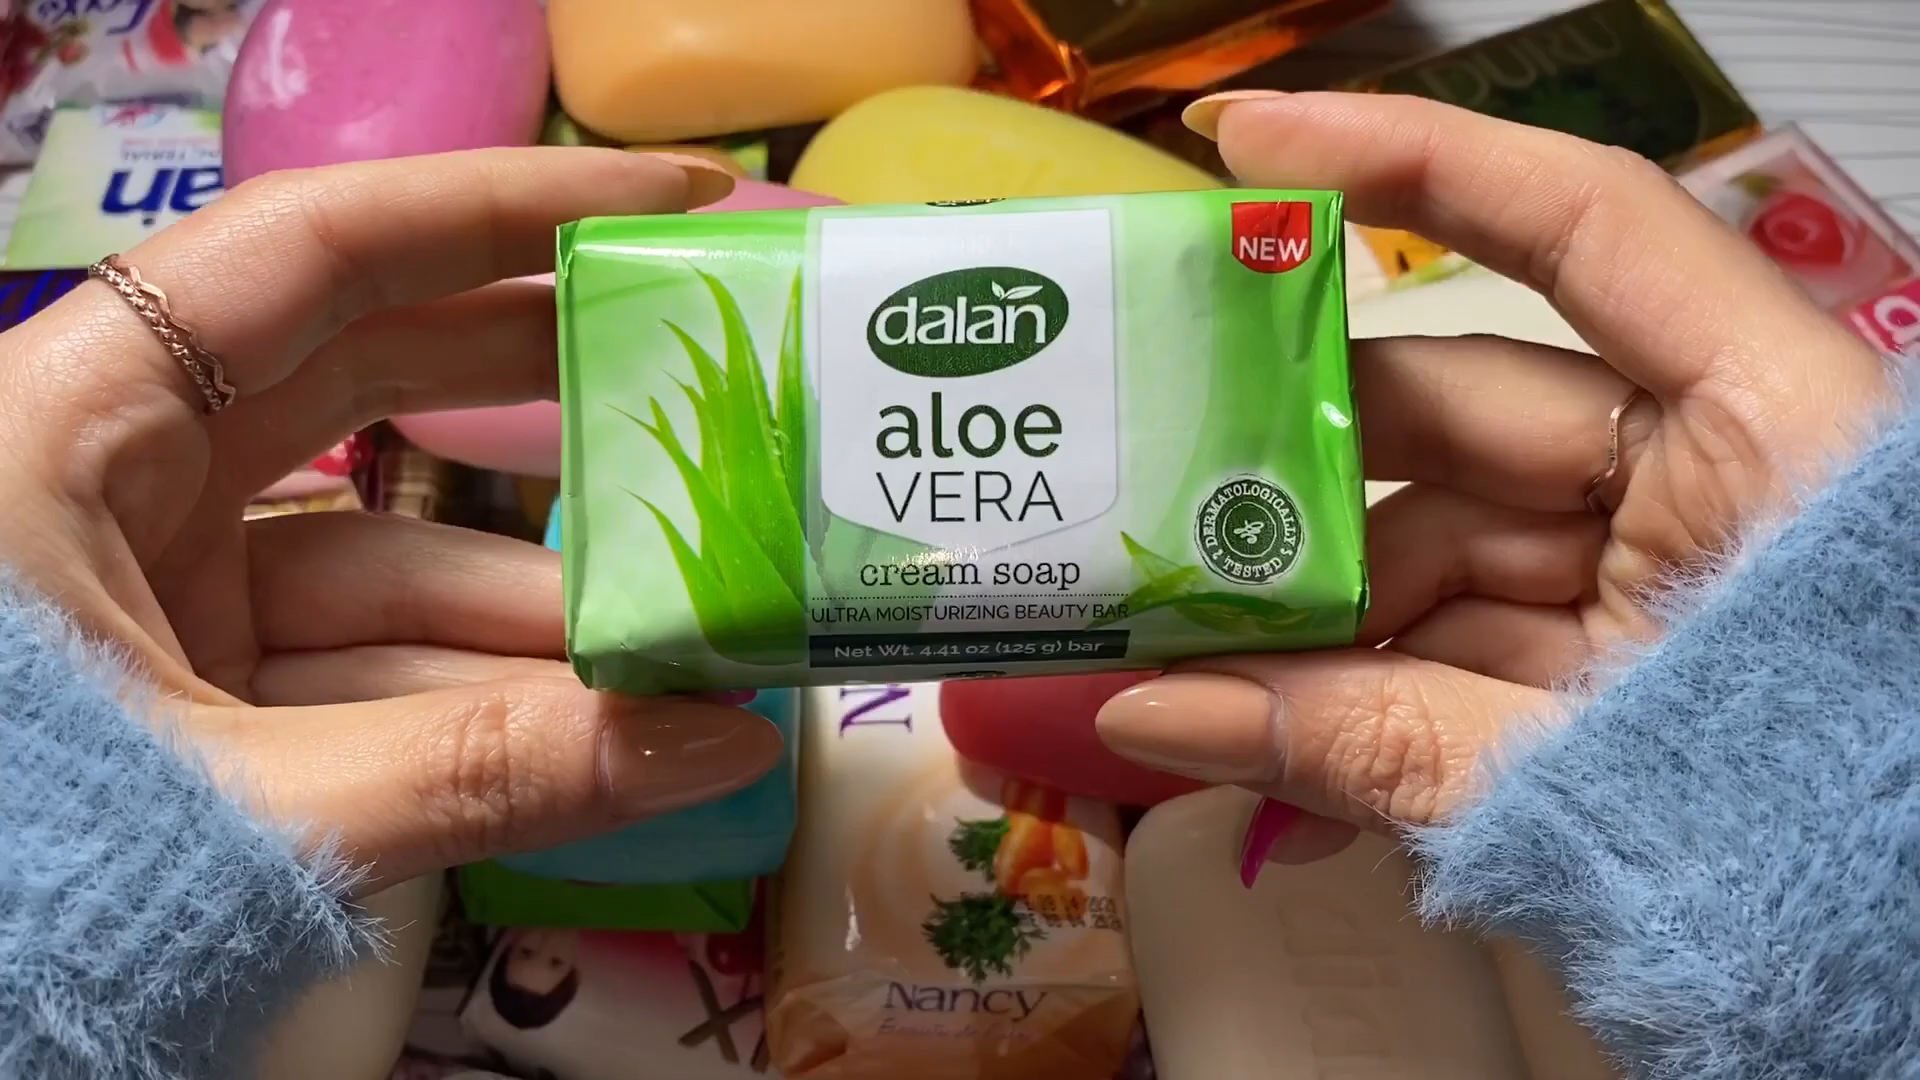 DURU
NEW
dalan
aloe
VERA
DERMATOLOGICALLY
TESTED
cream soap
ULTRA MOISTURIZING BEAUTY BAR
Net Wt. 4.41 oz (125 g) bar
Nancy